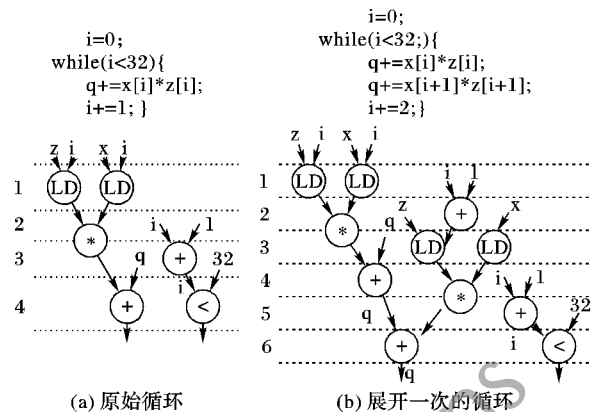 i=0;
while(i<32){
q+=x[i]*z[i];
i+=1; }
z i x i
1 LD LD
2 *
i 1
3 +
q i 32
4 + <
(a) 原始循环
i=0;
while(i<32;){
q+=x[i]*z[i];
q+=x[i+1]*z[i+1];
i+=2;}
z i x i
1 LD LD
i 1
2 * +
q z x
3 LD LD
4 +
i 1
q * 32
5 +
i
6 + <
q
(b) 展开一次的循环